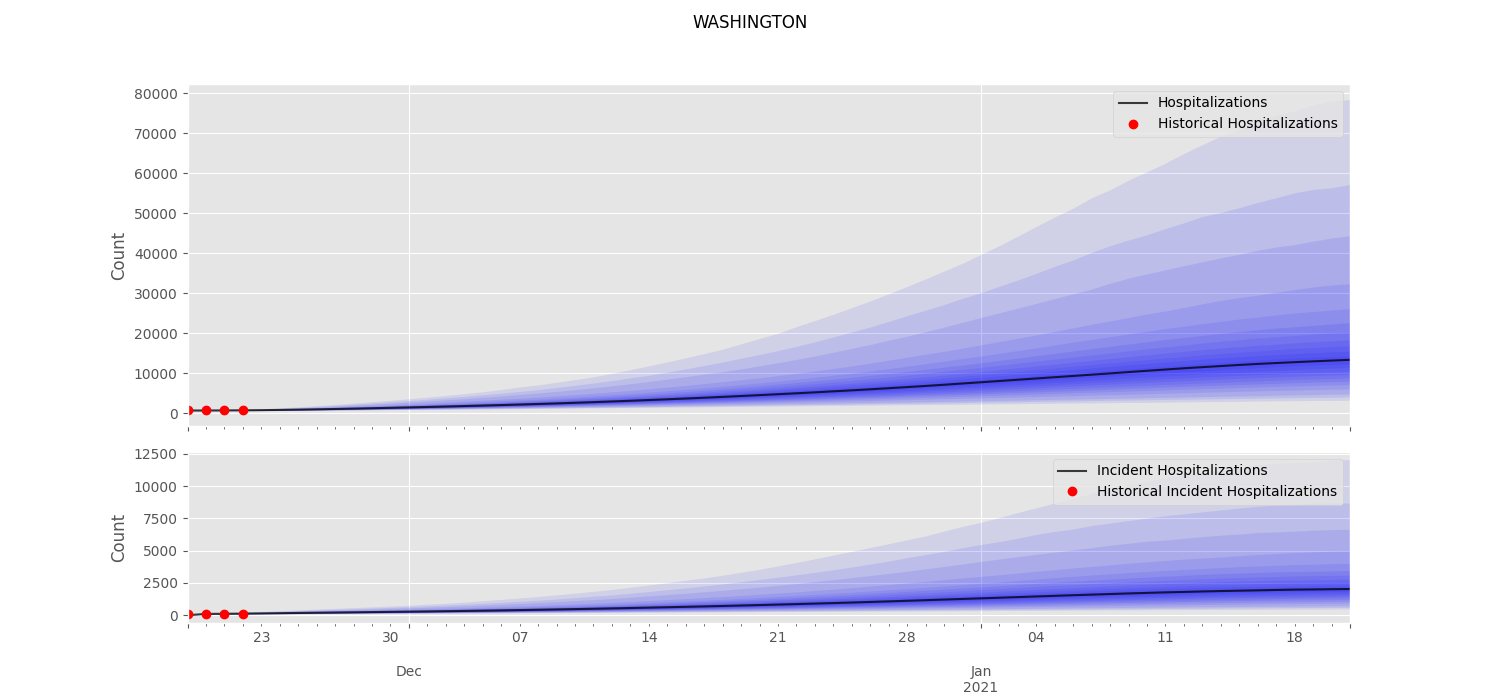 WASHINGTON
80000
70000
60000
50000
40000
30000
20000
10000
0
Count
Hospitalizations
Historical Hospitalizations
12500
10000
7500
5000
2500
0
Count
Incident Hospitalizations
Historical Incident Hospitalizations
23 30 07 14 21 28 04 11 18
Dec Jan
2021